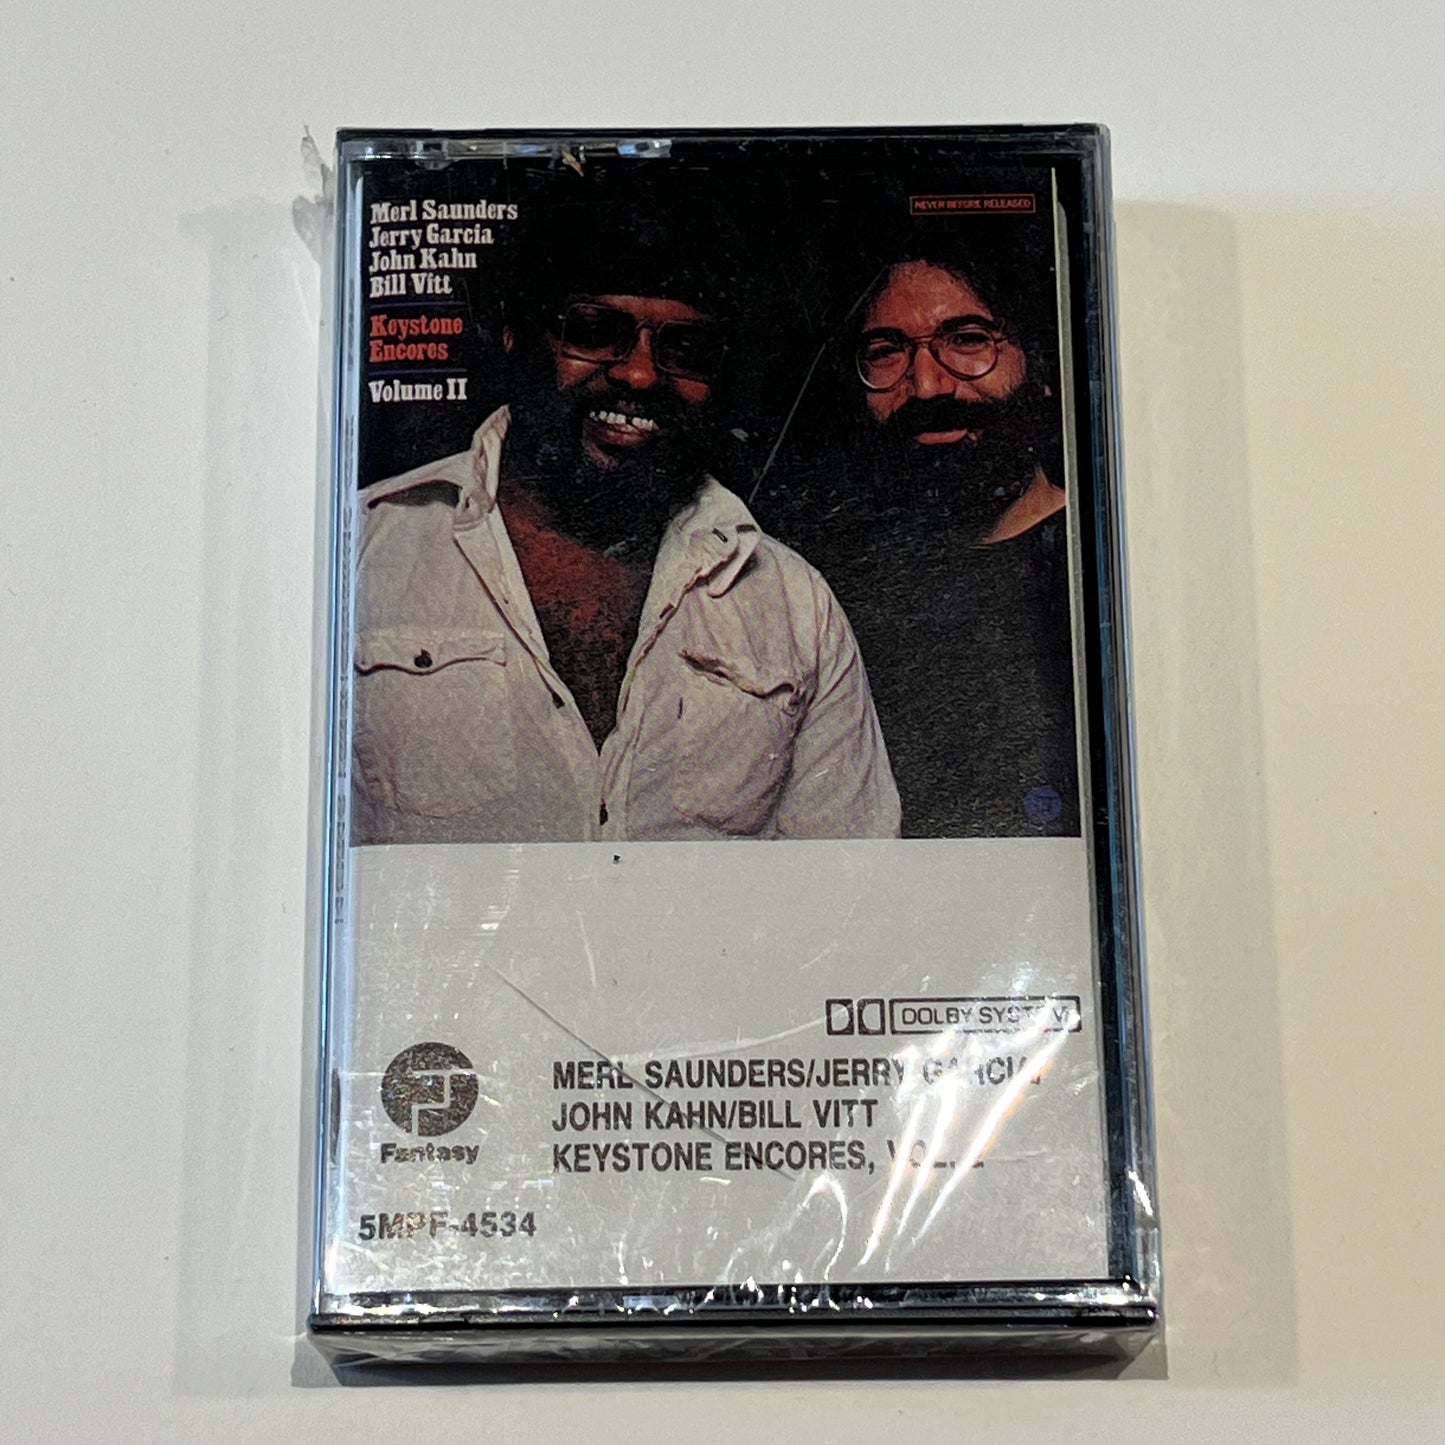 Merl Saunders
Jerry Garcia
John Kahn
Bill Vitt
Keystone
Encores
Volume II
NEVER BEFORE RELEASED
DOLBY SYSTEM
MERL SAUNDERS/JERRY GARCIA/
JOHN KAHN/BILL VITT
KEYSTONE ENCORES,
Fantasy
5MPF-4534